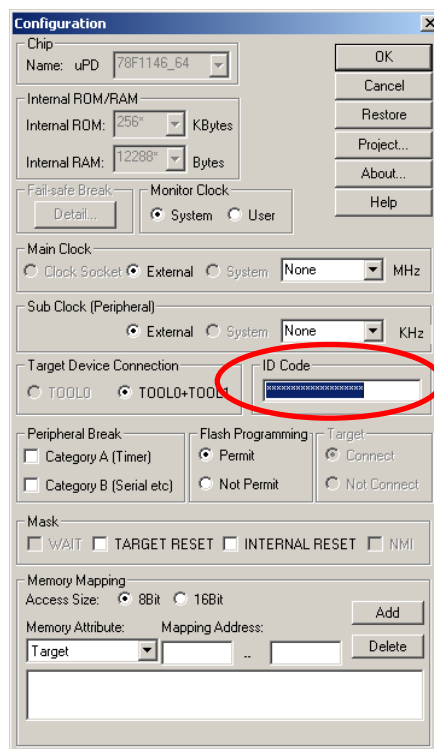 Configuration
Chip
Name: uPD 78F1146_64
OK
Cancel
Restore
Project...
About...
Help
Internal ROM/RAM
Internal ROM: 256* KBytes
Internal RAM: 12288* Bytes
Fail-safe Break
Detail...
Monitor Clock
System User
Main Clock
Clock Socket External System None MHz
Sub Clock (Peripheral)
External System None KHz
Target Device Connection
TOOL0 TOOL0+TOOL1
ID Code
********************
Peripheral Break
Category A (Timer)
Category B (Serial etc)
Flash Programming
Permit
Not Permit
Target
Connect
Not Connect
Mask
WAIT TARGET RESET INTERNAL RESET NMI
Memory Mapping
Access Size: 8Bit 16Bit
Add
Memory Attribute: Mapping Address:
Target ..
Delete